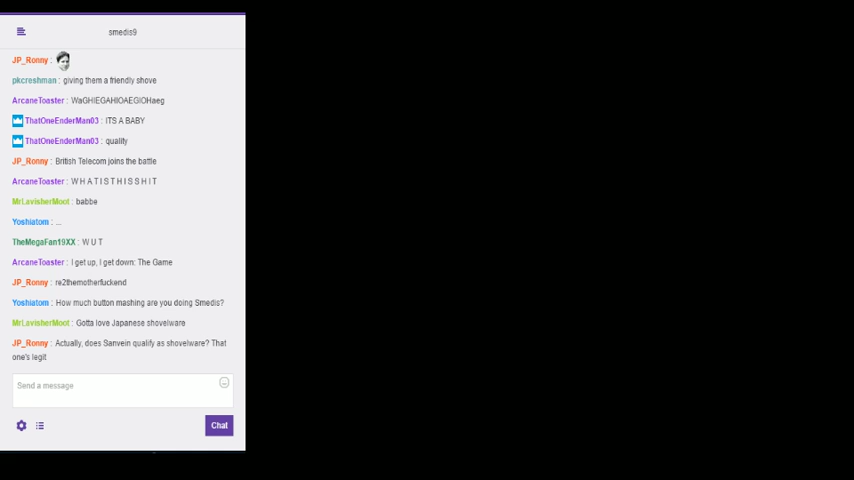 smedis9
JP_Ronny :
pkcreshman : giving them a friendly shove
ArcaneToaster : WaGHIEGAHIOAEGIOHaeg
ThatOneEnderMan03 : ITS A BABY
ThatOneEnderMan03 : quality
JP_Ronny : British Telecom joins the battle
ArcaneToaster : W H A T I S T H I S S H I T
MrLavisherMoot : babbe
Yoshiatom : ...
TheMegaFan19XX : W U T
ArcaneToaster : I get up, I get down: The Game
JP_Ronny : re2themotherfuckend
Yoshiatom : How much button mashing are you doing Smedis?
MrLavisherMoot : Gotta love Japanese shovelware
JP_Ronny : Actually, does Sanvein qualify as shovelware? That
one's legit
Send a message
Chat